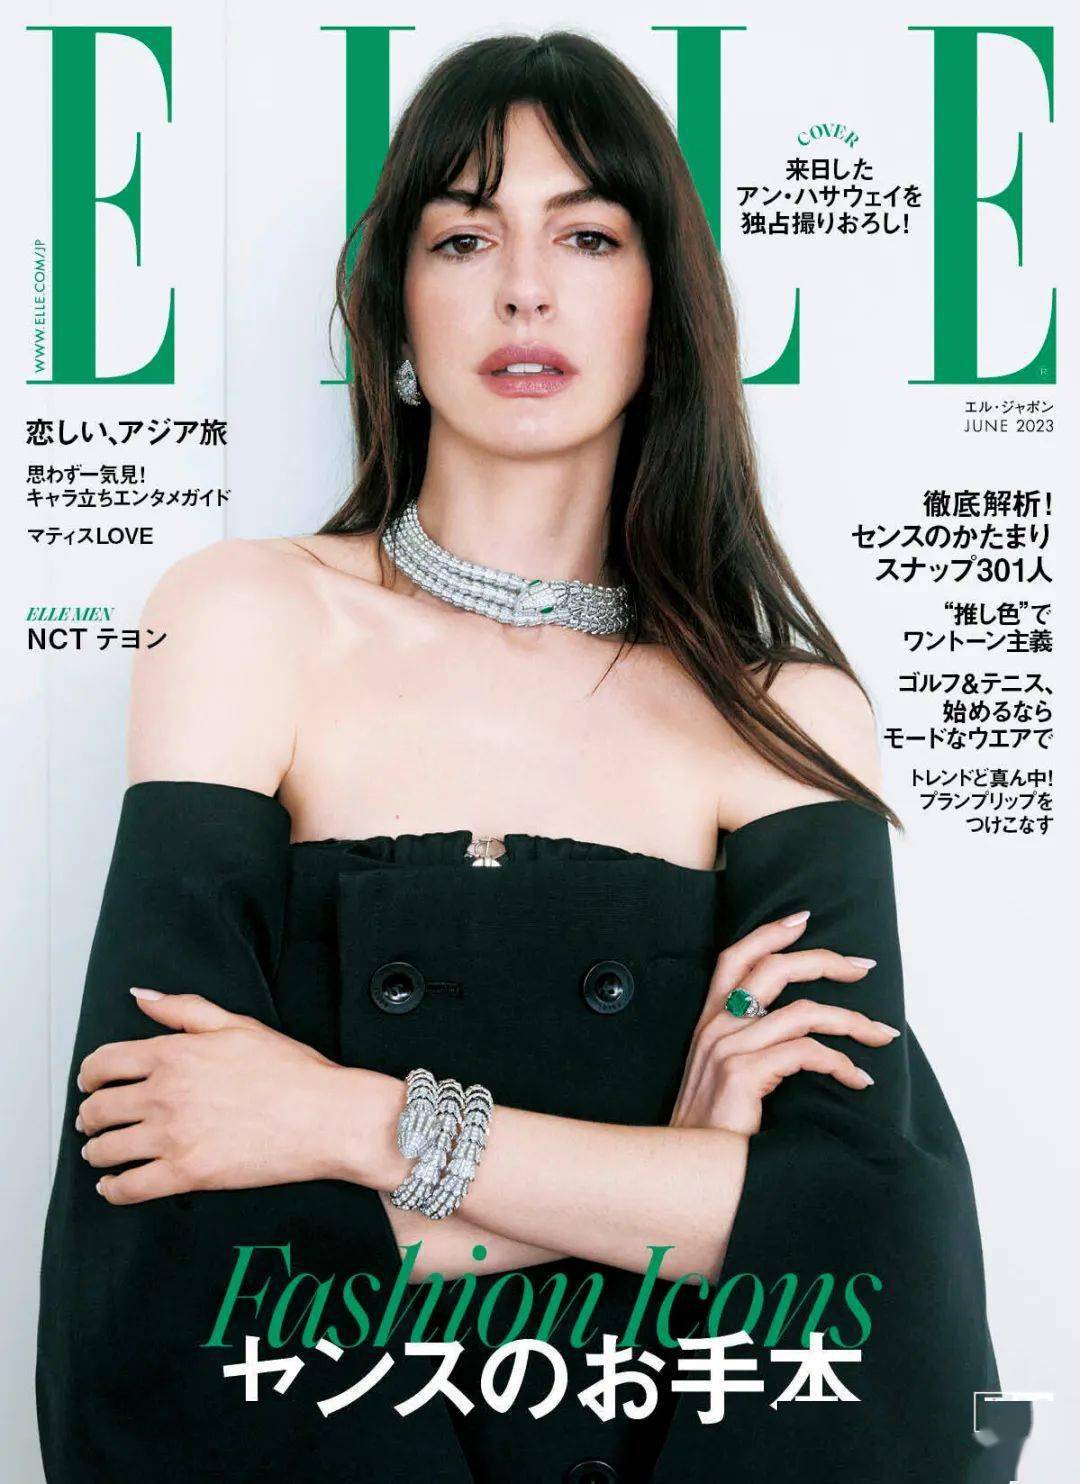 ELLE
WWW.ELLE.COM/JP
COVER
来日した
アン・ハサウェイを
独占撮りおろし!
エル・ジャポン
JUNE 2023
恋しい、アジア旅
思わず一気見!
キャラ立ちエンタメガイド
マティスLOVE
ELLE MEN
NCT テヨン
徹底解析!
センスのかたまり
スナップ301人
“推し色”で
ワントーン主義
ゴルフ&テニス、
始めるなら
モードなウエアで
トレンドど真ん中!
プランプリップを
つけこなす
Fashion Icons
センスのお手本